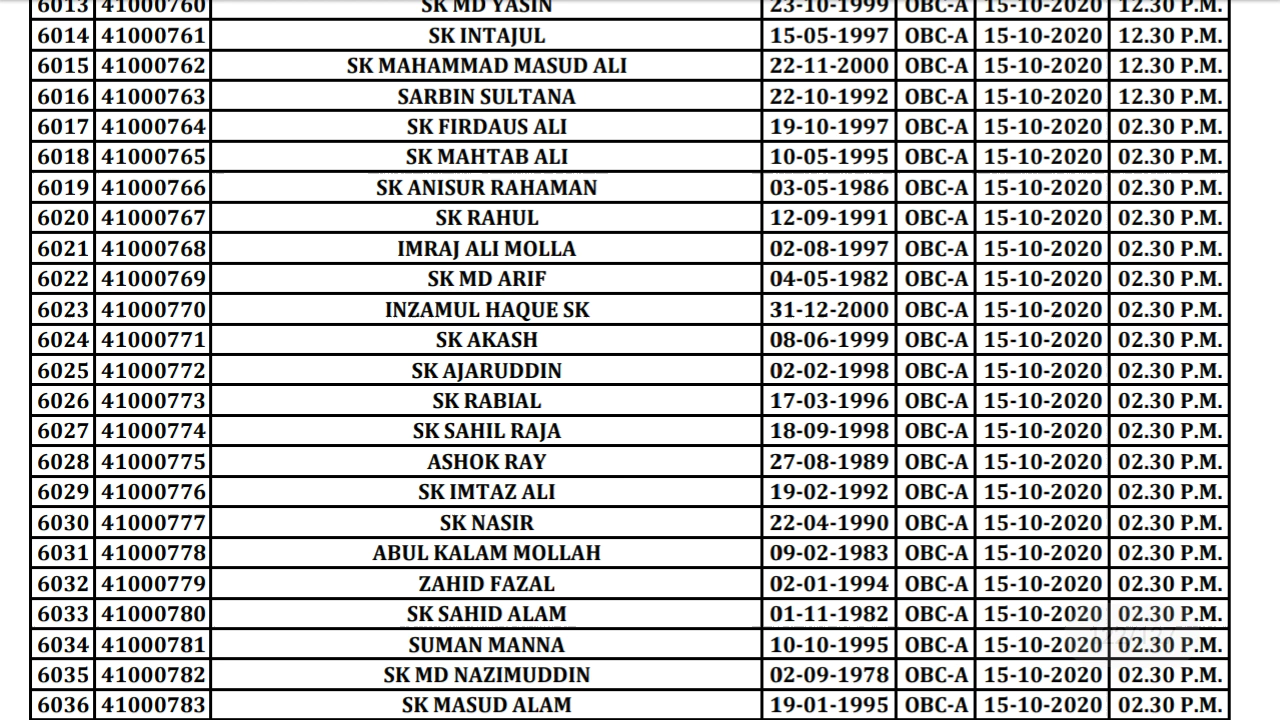 6013 41000760 SK MD YASIN 23-10-1999 OBC-A 15-10-2020 12.30 P.M.
6014 41000761 SK INTAJUL 15-05-1997 OBC-A 15-10-2020 12.30 P.M.
6015 41000762 SK MAHAMMAD MASUD ALI 22-11-2000 OBC-A 15-10-2020 12.30 P.M.
6016 41000763 SARBIN SULTANA 22-10-1992 OBC-A 15-10-2020 12.30 P.M.
6017 41000764 SK FIRDAUS ALI 19-10-1997 OBC-A 15-10-2020 02.30 P.M.
6018 41000765 SK MAHTAB ALI 10-05-1995 OBC-A 15-10-2020 02.30 P.M.
6019 41000766 SK ANISUR RAHAMAN 03-05-1986 OBC-A 15-10-2020 02.30 P.M.
6020 41000767 SK RAHUL 12-09-1991 OBC-A 15-10-2020 02.30 P.M.
6021 41000768 IMRAJ ALI MOLLA 02-08-1997 OBC-A 15-10-2020 02.30 P.M.
6022 41000769 SK MD ARIF 04-05-1982 OBC-A 15-10-2020 02.30 P.M.
6023 41000770 INZAMUL HAQUE SK 31-12-2000 OBC-A 15-10-2020 02.30 P.M.
6024 41000771 SK AKASH 08-06-1999 OBC-A 15-10-2020 02.30 P.M.
6025 41000772 SK AJARUDDIN 02-02-1998 OBC-A 15-10-2020 02.30 P.M.
6026 41000773 SK RABIAL 17-03-1996 OBC-A 15-10-2020 02.30 P.M.
6027 41000774 SK SAHIL RAJA 18-09-1998 OBC-A 15-10-2020 02.30 P.M.
6028 41000775 ASHOK RAY 27-08-1989 OBC-A 15-10-2020 02.30 P.M.
6029 41000776 SK IMTAZ ALI 19-02-1992 OBC-A 15-10-2020 02.30 P.M.
6030 41000777 SK NASIR 22-04-1990 OBC-A 15-10-2020 02.30 P.M.
6031 41000778 ABUL KALAM MOLLAH 09-02-1983 OBC-A 15-10-2020 02.30 P.M.
6032 41000779 ZAHID FAZAL 02-01-1994 OBC-A 15-10-2020 02.30 P.M.
6033 41000780 SK SAHID ALAM 01-11-1982 OBC-A 15-10-2020 02.30 P.M.
6034 41000781 SUMAN MANNA 10-10-1995 OBC-A 15-10-2020 02.30 P.M.
6035 41000782 SK MD NAZIMUDDIN 02-09-1978 OBC-A 15-10-2020 02.30 P.M.
6036 41000783 SK MASUD ALAM 19-01-1995 OBC-A 15-10-2020 02.30 P.M.